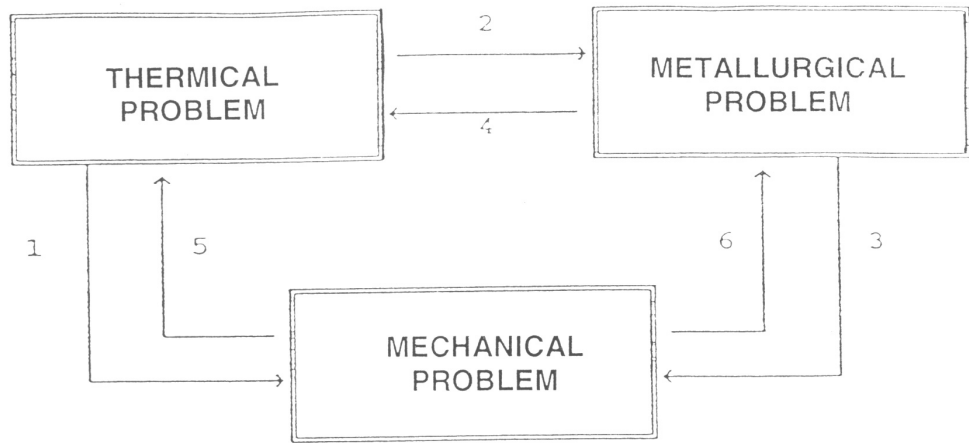 THERMICAL
PROBLEM
2
4
METALLURGICAL
PROBLEM
1
5
6
3
MECHANICAL
PROBLEM